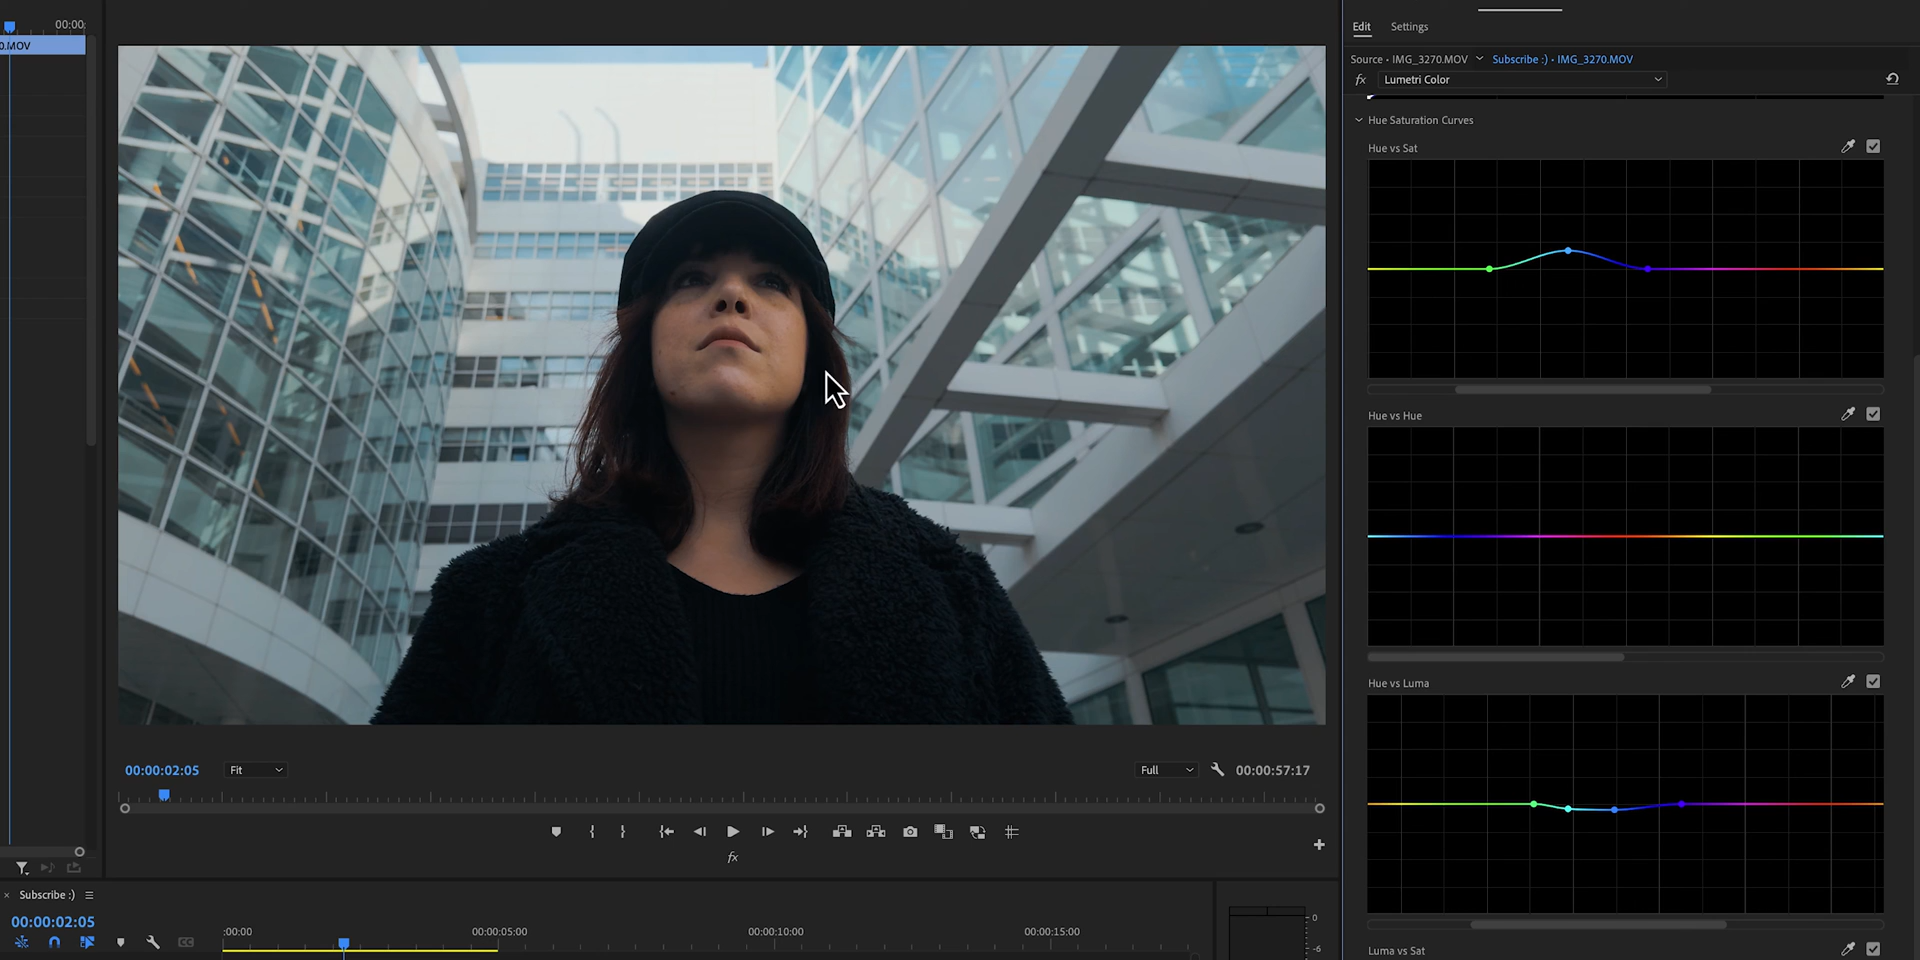 00:00:
0.MOV
Edit
Settings
Source • IMG_3270.MOV
Subscribe :) • IMG_3270.MOV
fx
Lumetri Color
Hue Saturation Curves
Hue vs Sat
Hue vs Hue
Hue vs Luma
Luma vs Sat
00:00:02:05
Fit
Full
00:00:57:17
fx
× Subscribe :)
00:00:02:05
CC
:00:00
00:00:05:00
00:00:10:00
00:00:15:00
0
-6